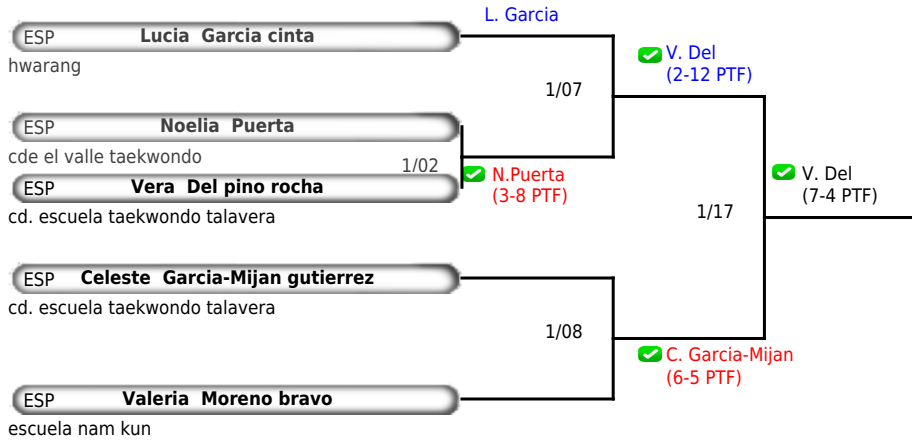 L. Garcia
ESP Lucia Garcia cinta
hwarang
V. Del
(2-12 PTF)
1/07
ESP Noelia Puerta
cde el valle taekwondo
1/02
N.Puerta
(3-8 PTF)
ESP Vera Del pino rocha
cd. escuela taekwondo talavera
V. Del
(7-4 PTF)
1/17
ESP Celeste Garcia-Mijan gutierrez
cd. escuela taekwondo talavera
1/08
C. Garcia-Mijan
(6-5 PTF)
ESP Valeria Moreno bravo
escuela nam kun